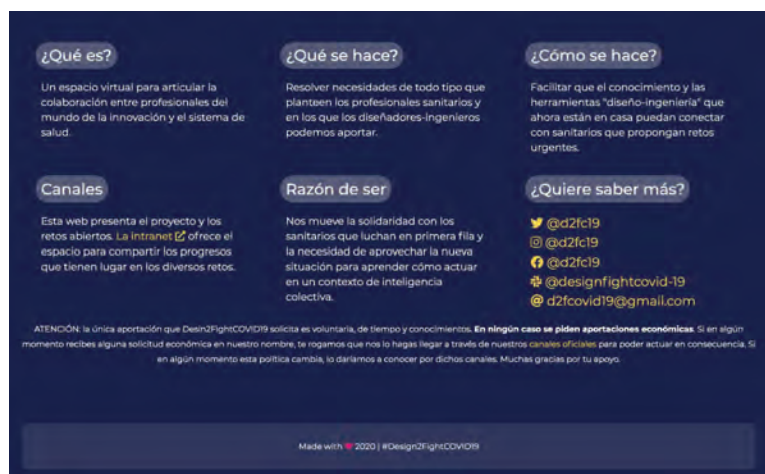 ¿Qué es?
Un espacio virtual para articular la
colaboración entre profesionales del
mundo de la innovación y el sistema de
salud.
¿Qué se hace?
Resolver necesidades de todo tipo que
planteen los profesionales sanitarios y
en los que los diseñadores-ingenieros
podemos aportar.
¿Cómo se hace?
Facilitar que el conocimiento y las
herramientas "diseño-ingeniería" que
ahora están en casa puedan conectar
con sanitarios que propongan retos
urgentes.
Canales
Esta web presenta el proyecto y los
retos abiertos. La intranet ofrece el
espacio para compartir los progresos
que tienen lugar en los diversos retos.
Razón de ser
Nos mueve la solidaridad con los
sanitarios que luchan en primera fila y
la necesidad de aprovechar la nueva
situación para aprender cómo actuar
en un contexto de inteligencia
colectiva.
¿Quiere saber más?
@d2fc19
@d2fc19
@d2fc19
@designfightcovid-19
@ d2fcovid19@gmail.com
ATENCIÓN: la única aportación que Desin2FightCOVID19 solicita es voluntaria, de tiempo y conocimientos. En ningún caso se piden aportaciones económicas. Si en algún
momento recibes alguna solicitud económica en nuestro nombre, te rogamos que nos lo hagas llegar a través de nuestros canales oficiales para poder actuar en consecuencia. Si
en algún momento esta política cambia, lo daríamos a conocer por dichos canales. Muchas gracias por tu apoyo.
Made with ❤ 2020 | #Design2FightCOVID19